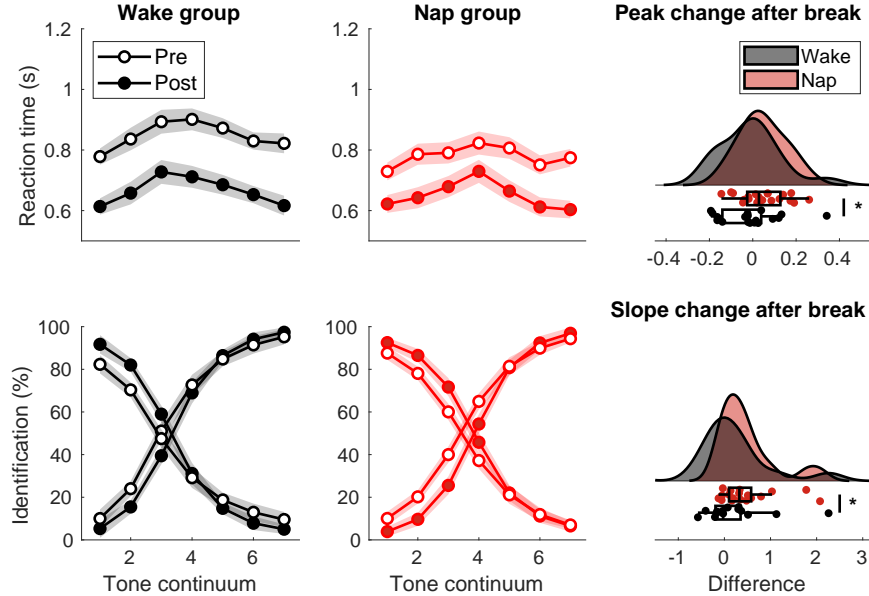 Wake group
Nap group
Peak change after break
1.2
1
0.8
0.6
Reaction time (s)
Pre
Post
1.2
1
0.8
0.6
Wake
Nap
*
-0.4 -0.2 0 0.2 0.4
Slope change after break
100
80
60
40
20
0
Identification (%)
2 4 6
Tone continuum
100
80
60
40
20
0
2 4 6
Tone continuum
*
-1 0 1 2 3
Difference